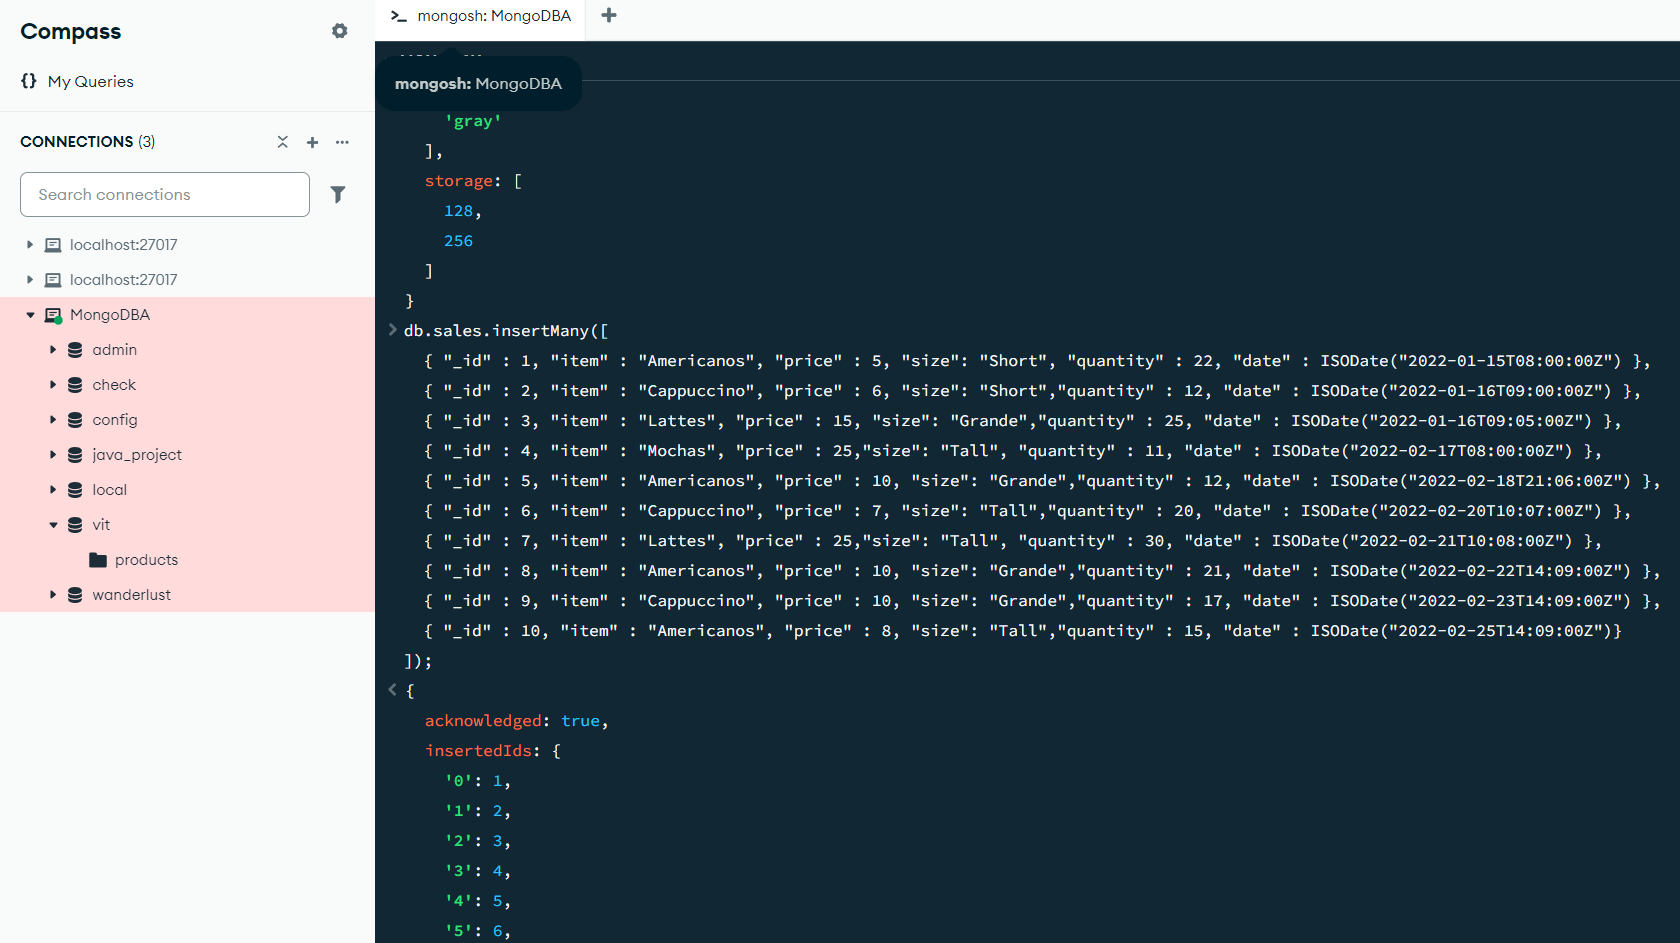 Compass
My Queries
CONNECTIONS (3)
Search connections
localhost:27017
localhost:27017
MongoDBA
admin
check
config
java_project
local
vit
products
wanderlust
mongosh: MongoDBA
mongosh: MongoDBA
'gray'
],
storage: [
128,
256
]
}
db.sales.insertMany([
{ "_id" : 1, "item" : "Americanos", "price" : 5, "size": "Short", "quantity" : 22, "date" : ISODate("2022-01-15T08:00:00Z") },
{ "_id" : 2, "item" : "Cappuccino", "price" : 6, "size": "Short","quantity" : 12, "date" : ISODate("2022-01-16T09:00:00Z") },
{ "_id" : 3, "item" : "Lattes", "price" : 15, "size": "Grande","quantity" : 25, "date" : ISODate("2022-01-16T09:05:00Z") },
{ "_id" : 4, "item" : "Mochas", "price" : 25,"size": "Tall", "quantity" : 11, "date" : ISODate("2022-02-17T08:00:00Z") },
{ "_id" : 5, "item" : "Americanos", "price" : 10, "size": "Grande","quantity" : 12, "date" : ISODate("2022-02-18T21:06:00Z") },
{ "_id" : 6, "item" : "Cappuccino", "price" : 7, "size": "Tall","quantity" : 20, "date" : ISODate("2022-02-20T10:07:00Z") },
{ "_id" : 7, "item" : "Lattes", "price" : 25,"size": "Tall", "quantity" : 30, "date" : ISODate("2022-02-21T10:08:00Z") },
{ "_id" : 8, "item" : "Americanos", "price" : 10, "size": "Grande","quantity" : 21, "date" : ISODate("2022-02-22T14:09:00Z") },
{ "_id" : 9, "item" : "Cappuccino", "price" : 10, "size": "Grande","quantity" : 17, "date" : ISODate("2022-02-23T14:09:00Z") },
{ "_id" : 10, "item" : "Americanos", "price" : 8, "size": "Tall","quantity" : 15, "date" : ISODate("2022-02-25T14:09:00Z")}
]);
{
acknowledged: true,
insertedIds: {
'0': 1,
'1': 2,
'2': 3,
'3': 4,
'4': 5,
'5': 6,